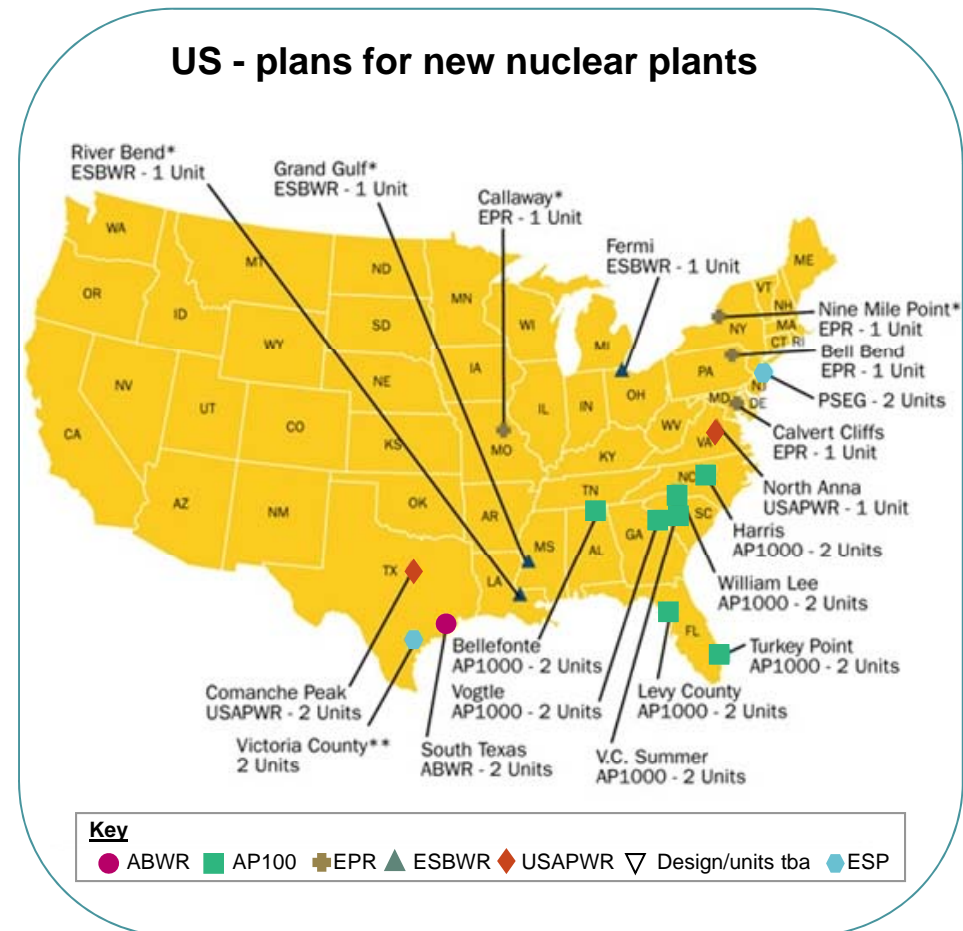 US - plans for new nuclear plants
River Bend*
ESBWR - 1 Unit
Grand Gulf*
ESBWR - 1 Unit
Callaway*
EPR - 1 Unit
Fermi
ESBWR - 1 Unit
Nine Mile Point*
EPR - 1 Unit
Bell Bend
EPR - 1 Unit
PSEG - 2 Units
Calvert Cliffs
EPR - 1 Unit
North Anna
USAPWR - 1 Unit
Harris
AP1000 - 2 Units
William Lee
AP1000 - 2 Units
Turkey Point
AP1000 - 2 Units
Levy County
AP1000 - 2 Units
V.C. Summer
AP1000 - 2 Units
Bellefonte
AP1000 - 2 Units
Vogtle
AP1000 - 2 Units
South Texas
ABWR - 2 Units
Victoria County**
2 Units
Comanche Peak
USAPWR - 2 Units
WA
MT
ND
MN
OR
ID
SD
WI
MI
WY
NE
IA
NV
UT
CO
KS
MO
IL
IN
OH
PA
NY
VT
NH
ME
MA
CT
RI
NJ
MD
DE
WV
VA
KY
CA
AZ
NM
OK
AR
TN
NC
SC
GA
AL
MS
LA
TX
FL
Key
ABWR
AP100
EPR
ESBWR
USAPWR
Design/units tba
ESP